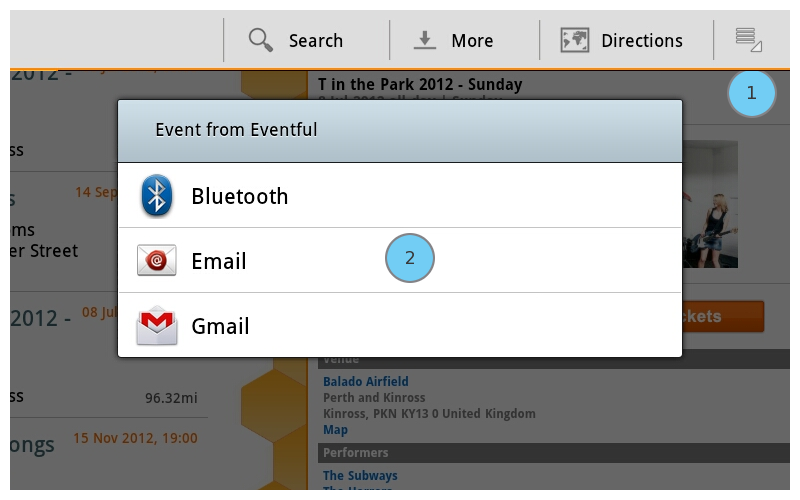 Search
More
Directions
2012 -
1
T in the Park 2012 - Sunday
Event from Eventful
ss
Bluetooth
14 Sep
s
ms
er Street
Email
2
Gmail
2012 -
08 Jul
ckets
Venue
Balado Airfield
Perth and Kinross
ss
96.32mi
Kinross, PKN KY13 0 United Kingdom
Map
15 Nov 2012, 19:00
ongs
Performers
The Subways
The Horrors